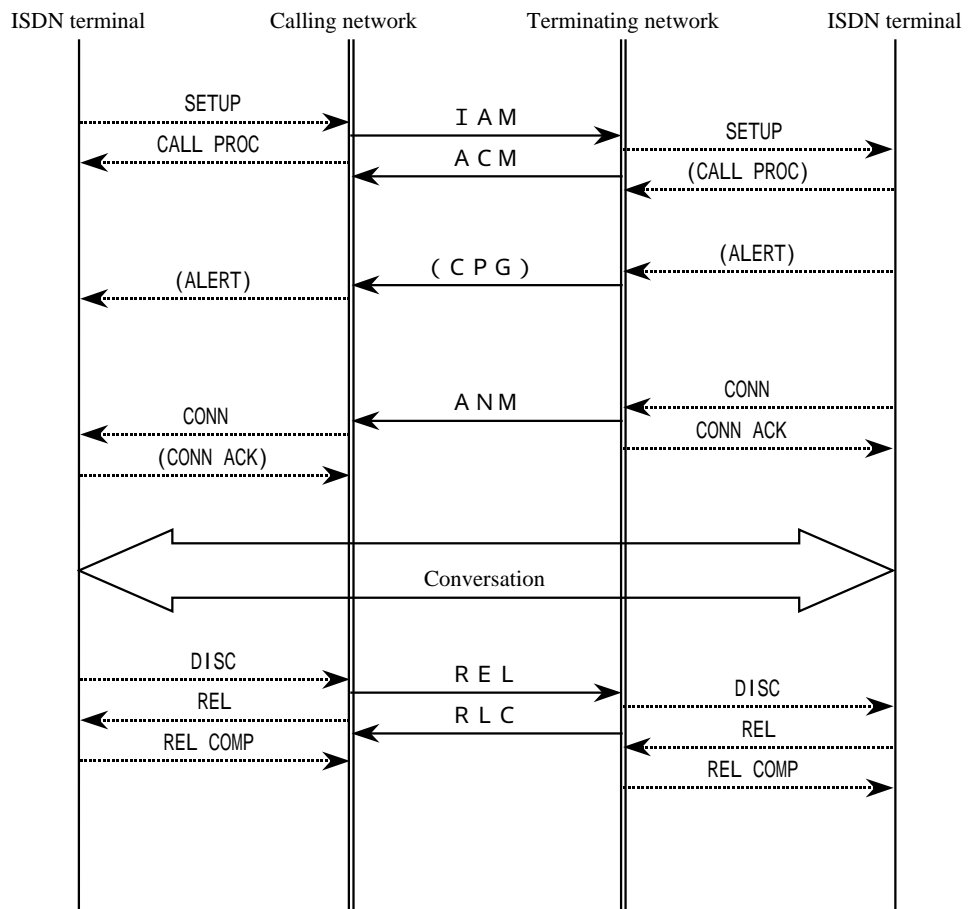 ISDN terminal
Calling network
Terminating network
ISDN terminal
SETUP
IAM
SETUP
CALL PROC
ACM
(CALL PROC)
(ALERT)
(CPG)
(ALERT)
CONN
ANM
CONN
CONN ACK
(CONN ACK)
Conversation
DISC
REL
DISC
REL
RLC
REL
REL COMP
REL COMP